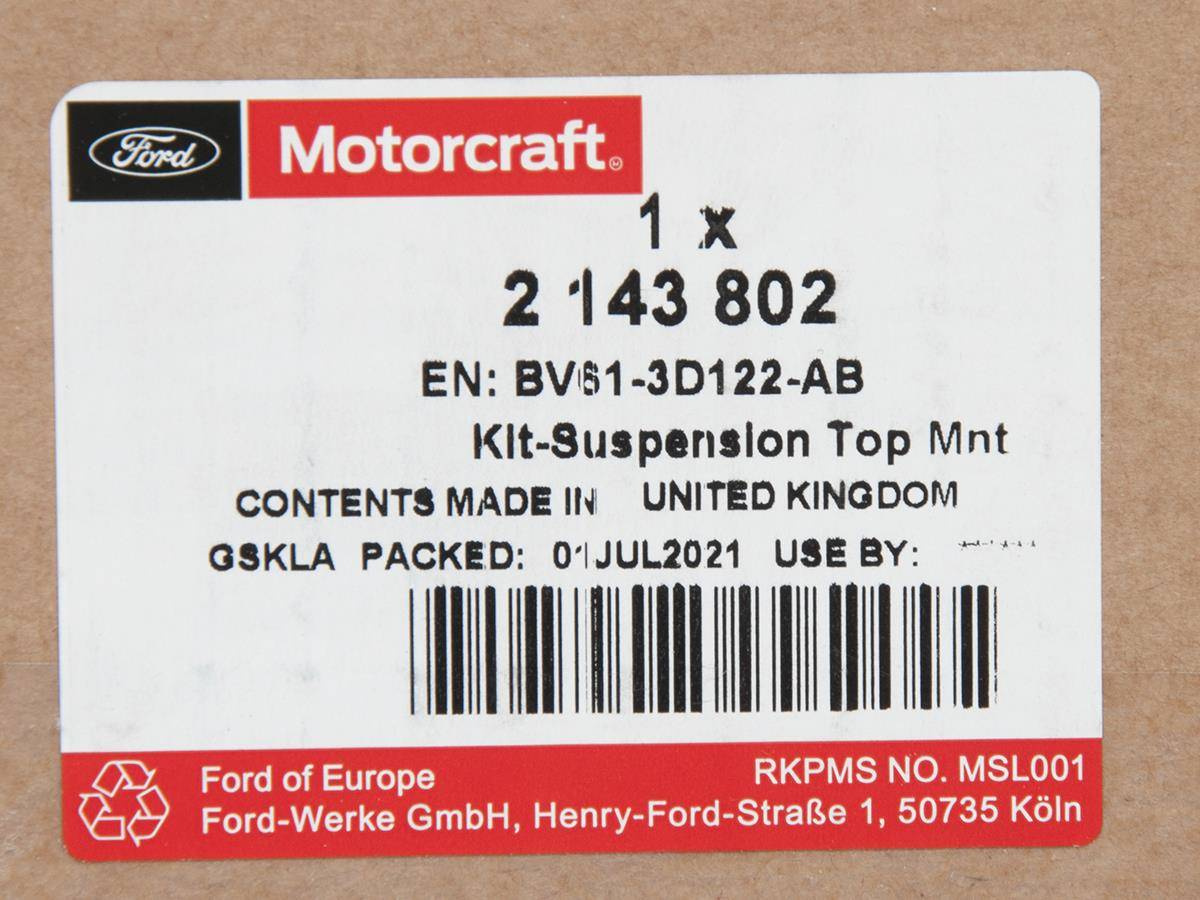 Ford Motorcraft
1 x
2 143 802
EN: BV61-3D122-AB
Kit-Suspension Top Mnt
CONTENTS MADE IN UNITED KINGDOM
GSKLA PACKED: 01JUL2021 USE BY:
Ford of Europe RKPMS NO. MSL001
Ford-Werke GmbH, Henry-Ford-Straße 1, 50735 Köln